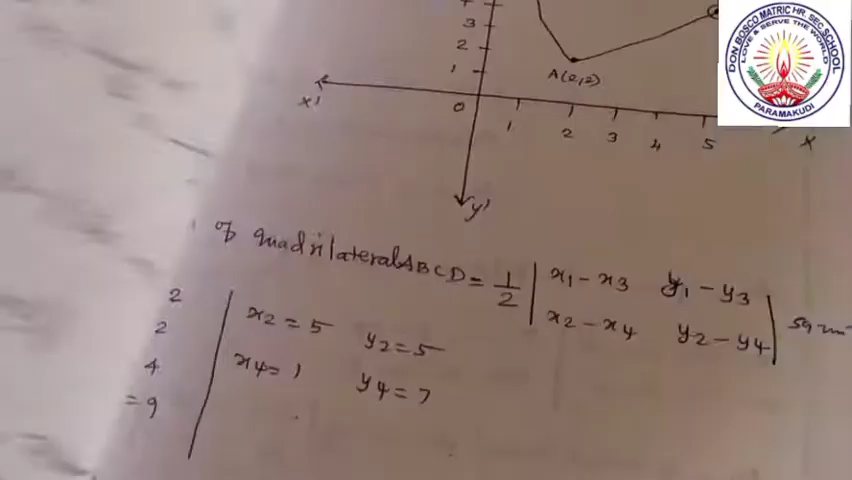 DON BOSCO MATRIC HR. SEC. SCHOOL
LOVE & SERVE THE WORLD
PARAMAKUDI
3
2
1
A(2,2)
x'
0
1
2
3
4
5
x
y'
of quadrilateral ABCD = 1/2 | x1 - x3 y1 - y3 |
| x2 - x4 y2 - y4 |
2 x2 = 5 y2 = 5
2
4 x4 = 1 y4 = 7
= 9